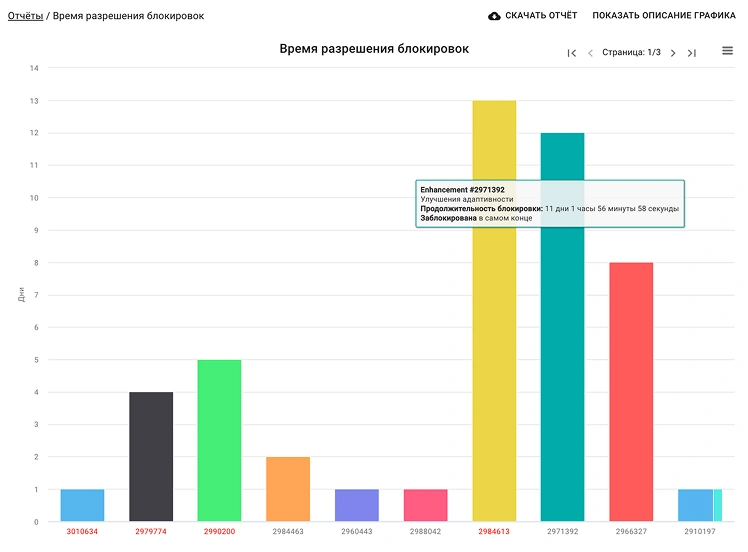 Отчёты / Время разрешения блокировок
СКАЧАТЬ ОТЧЁТ
ПОКАЗАТЬ ОПИСАНИЕ ГРАФИКА
Время разрешения блокировок
Страница: 1/3
14
13
12
11
10
9
8
7
6
5
4
3
2
1
0
Дни
Enhancement #2971392
Улучшения адаптивности
Продолжительность блокировки: 11 дни 1 часы 56 минуты 58 секунды
Заблокирована в самом конце
3010634 2979774 2990200 2984463 2960443 2988042 2984613 2971392 2966327 2910197